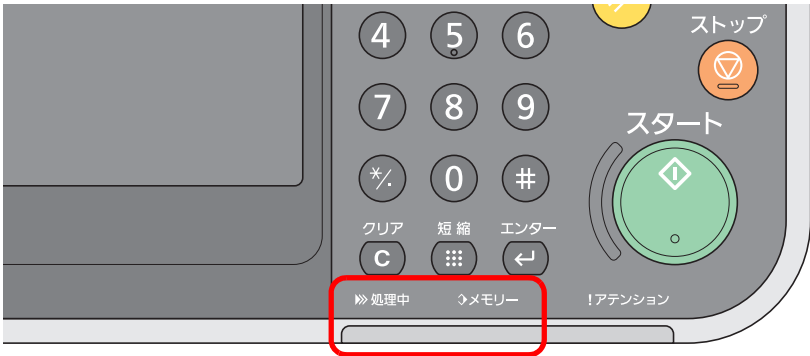 4 5 6
ストップ
7 8 9
スタート
*/. 0 #
クリア 短縮 エンター
C
処理中 メモリー !アテンション